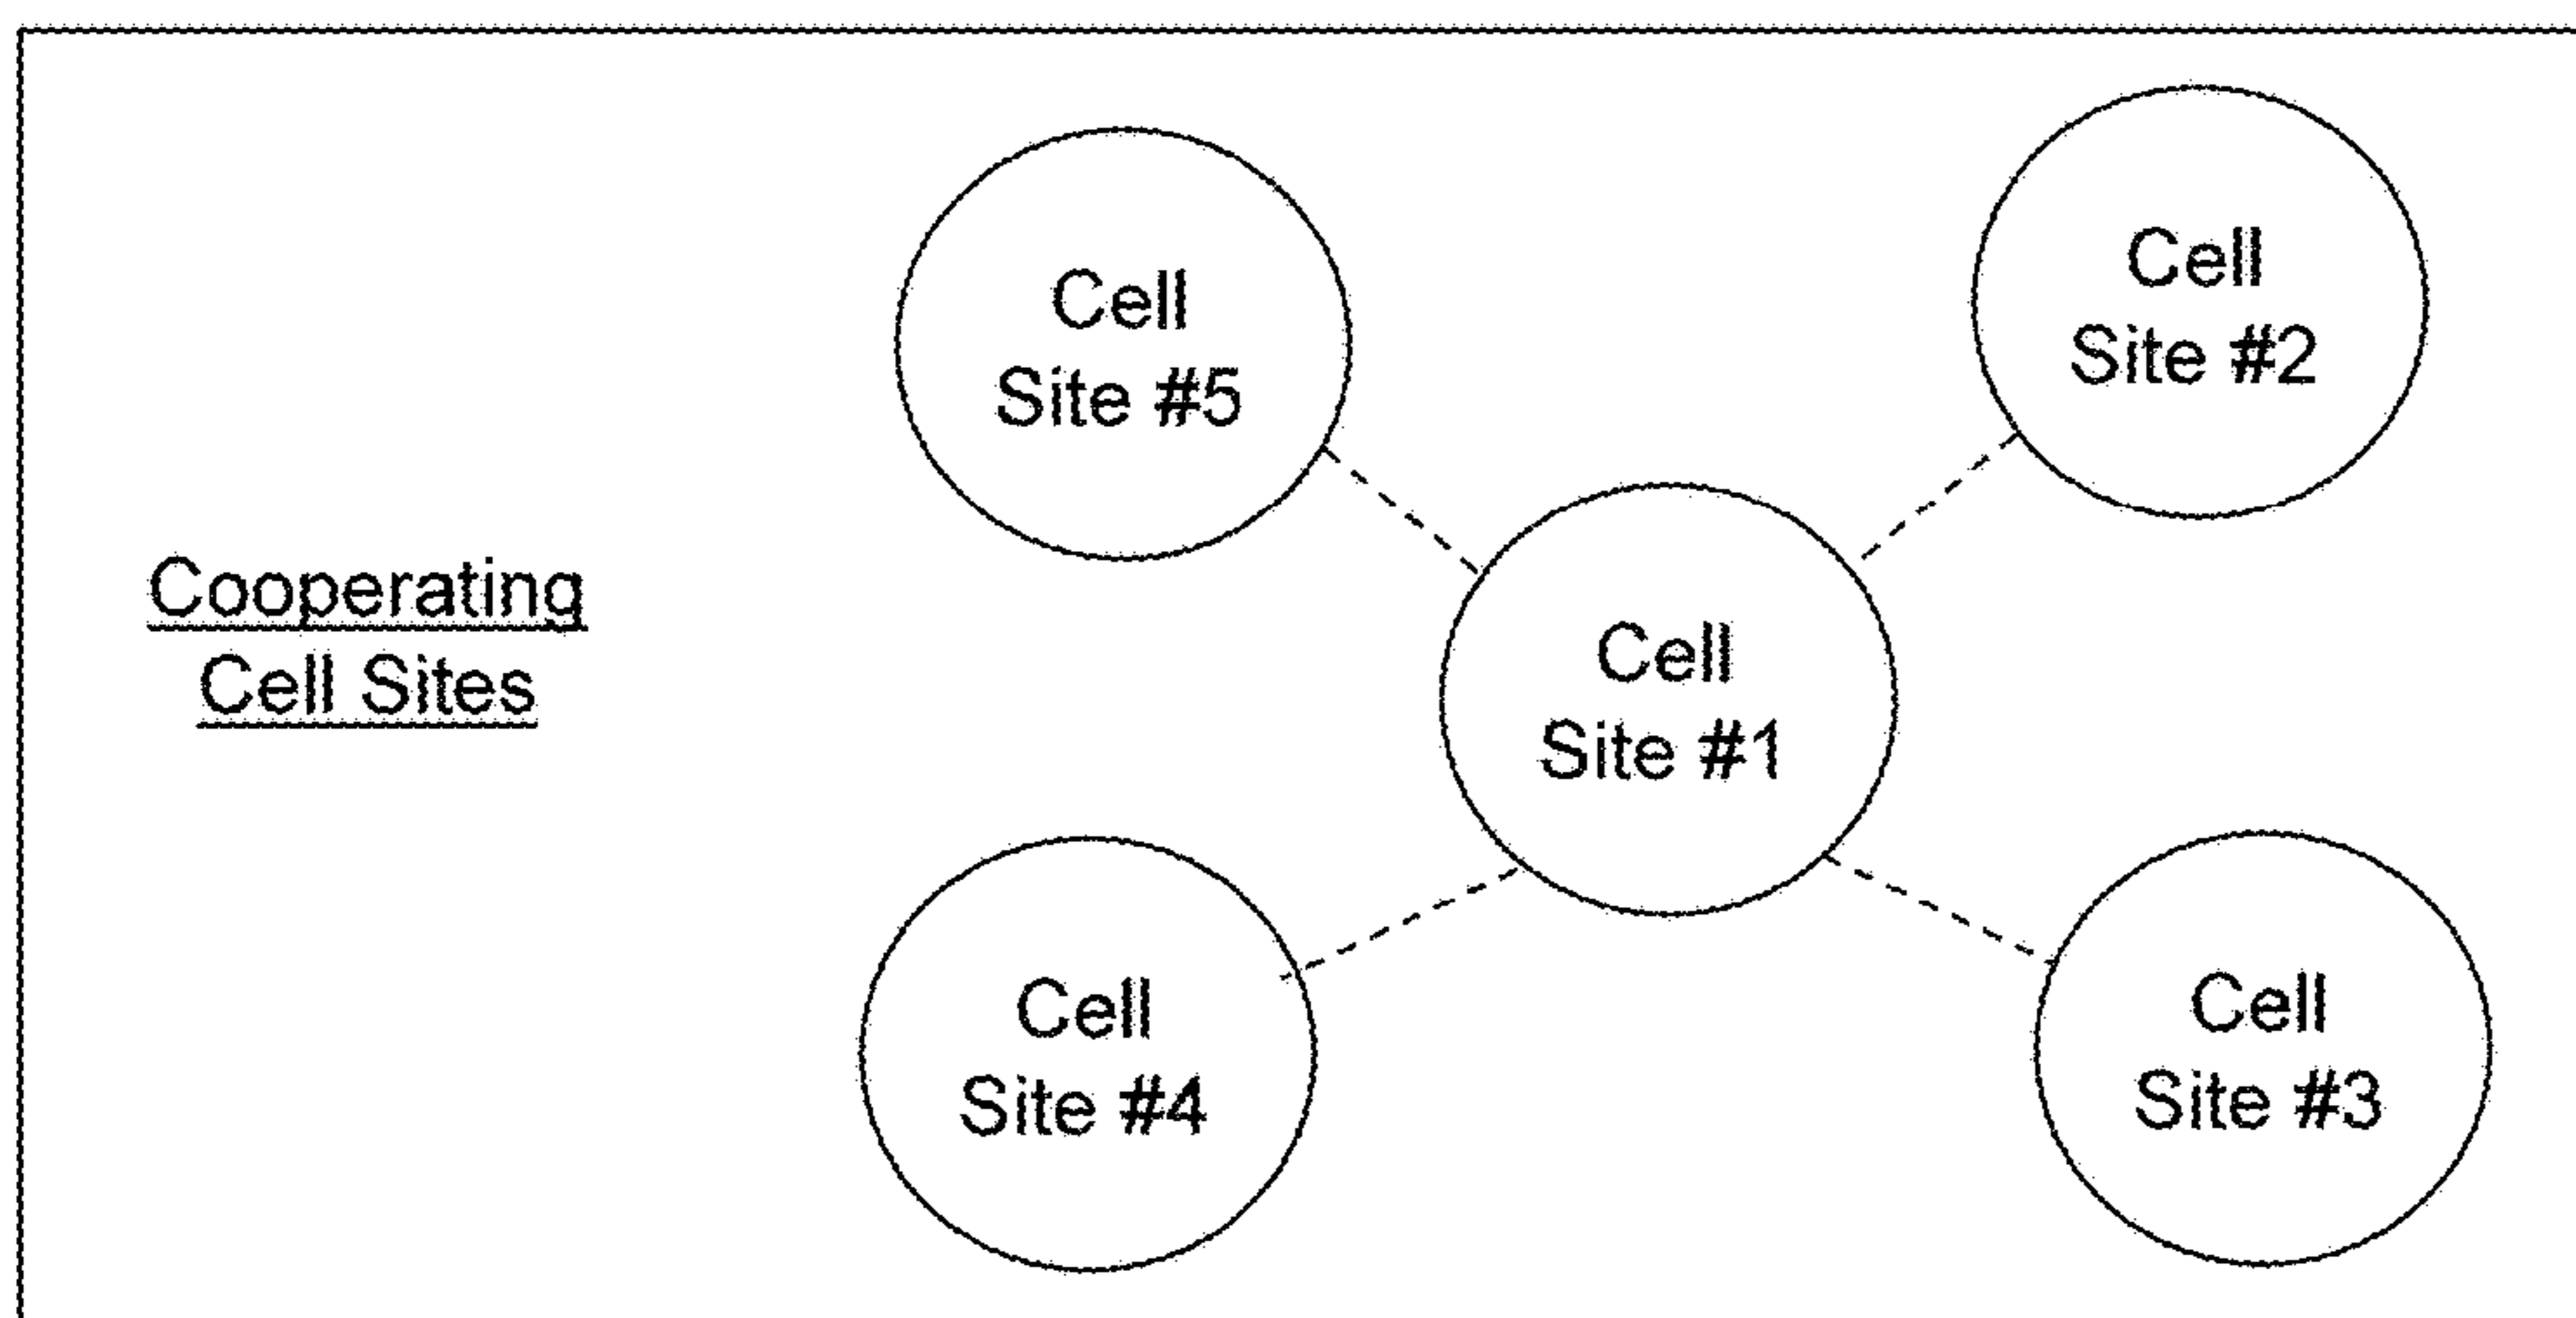 Cooperating
Cell Sites
Cell
Site #5
Cell
Site #2
Cell
Site #1
Cell
Site #4
Cell
Site #3